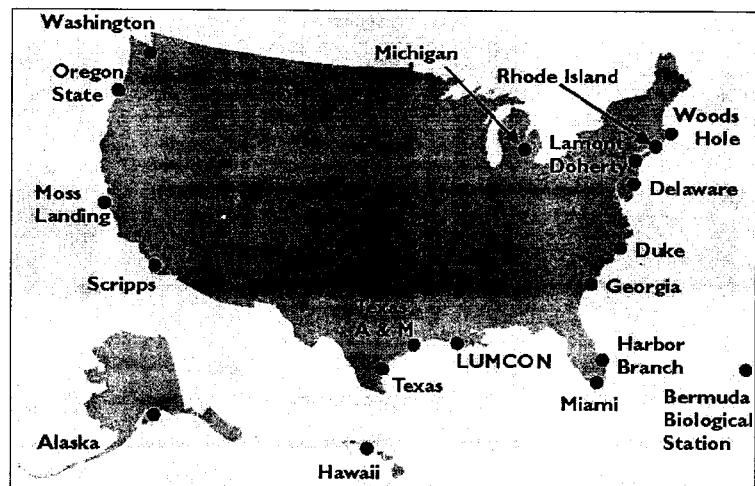 Washington
Michigan
Oregon
State
Rhode Island
Woods
Hole
Lamont
Doherty
Delaware
Moss
Landing
Duke
Scripps
Georgia
Texas
A & M
LUMCON
Harbor
Branch
Texas
Miami
Bermuda
Biological
Station
Alaska
Hawaii